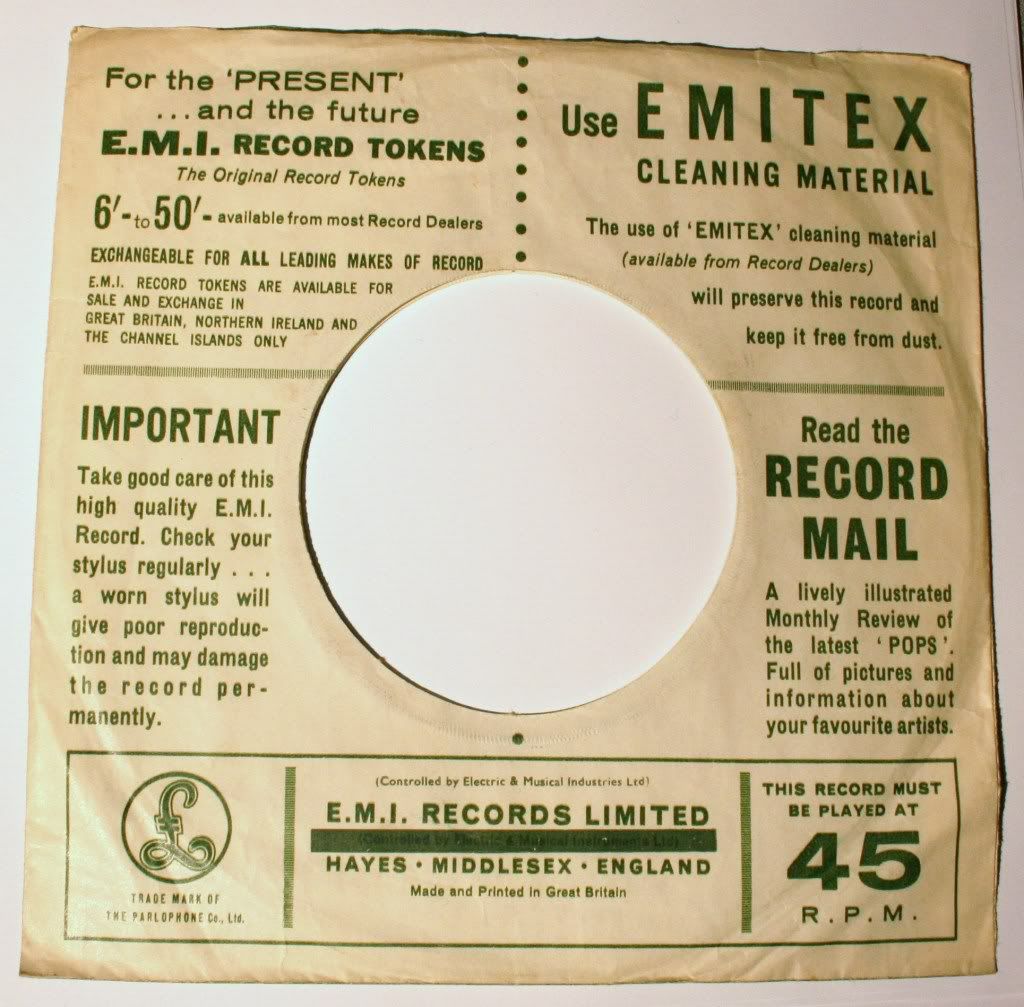 For the 'PRESENT'
...and the future
E.M.I. RECORD TOKENS
The Original Record Tokens
6'- to 50'- available from most Record Dealers
EXCHANGEABLE FOR ALL LEADING MAKES OF RECORD
E.M.I. RECORD TOKENS ARE AVAILABLE FOR
SALE AND EXCHANGE IN
GREAT BRITAIN, NORTHERN IRELAND AND
THE CHANNEL ISLANDS ONLY
Use EMITEX
CLEANING MATERIAL
The use of 'EMITEX' cleaning material
(available from Record Dealers)
will preserve this record and
keep it free from dust.
IMPORTANT
Take good care of this
high quality E.M.I.
Record. Check your
stylus regularly . . .
a worn stylus will
give poor reproduc-
tion and may damage
the record per-
manently.
Read the
RECORD
MAIL
A lively illustrated
Monthly Review of
the latest 'POPS'.
Full of pictures and
information about
your favourite artists.
£
TRADE MARK OF
THE PARLOPHONE Co., Ltd.
(Controlled by Electric & Musical Industries Ltd)
E.M.I. RECORDS LIMITED
(Controlled by Electric & Musical Instruments Ltd)
HAYES · MIDDLESEX · ENGLAND
Made and Printed in Great Britain
THIS RECORD MUST
BE PLAYED AT
45
R.P.M.